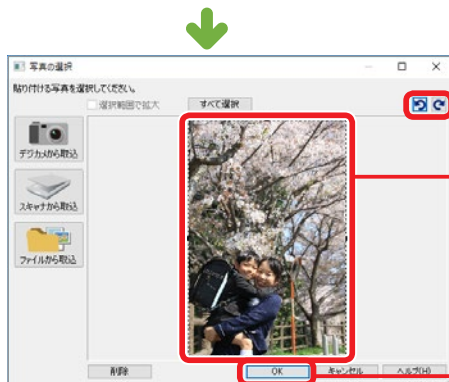 写真の選択
貼り付ける写真を選択してください。
選択範囲で拡大
すべて選択
デジカメから取込
スキャナから取込
ファイルから取込
削除
OK
キャンセル
ヘルプ(H)